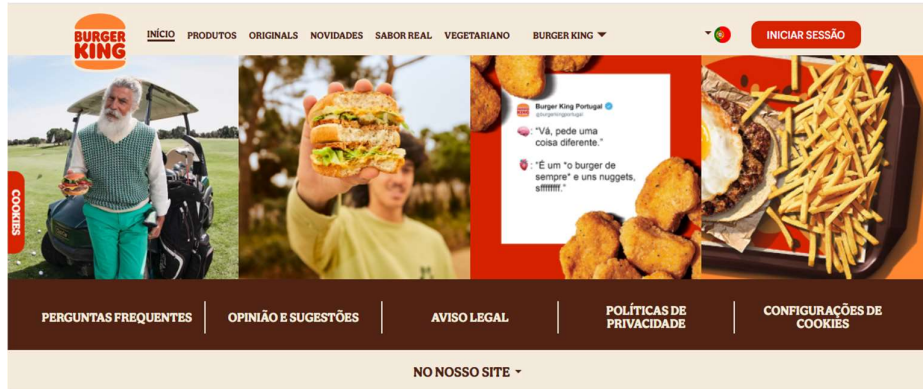 BURGER
KING
INÍCIO PRODUTOS ORIGINALS NOVIDADES SABOR REAL VEGETARIANO BURGER KING
INICIAR SESSÃO
Burger King Portugal
@burgerkingportugal
: "Vá, pede uma
coisa diferente."
: "É um "o burger de
sempre" e uns nuggets,
sffffffff."
COOKIES
PERGUNTAS FREQUENTES
OPINIÃO E SUGESTÕES
AVISO LEGAL
POLÍTICAS DE
PRIVACIDADE
CONFIGURAÇÕES DE
COOKIES
NO NOSSO SITE